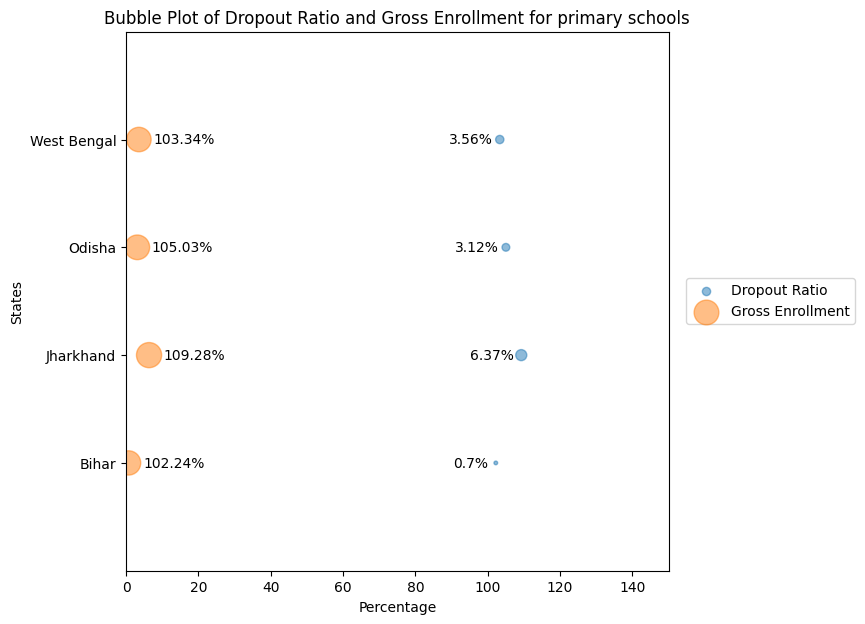 Bubble Plot of Dropout Ratio and Gross Enrollment for primary schools
West Bengal
103.34%
3.56%
Odisha
105.03%
3.12%
Jharkhand
109.28%
6.37%
Bihar
102.24%
0.7%
States
0 20 40 60 80 100 120 140
Percentage
Dropout Ratio
Gross Enrollment